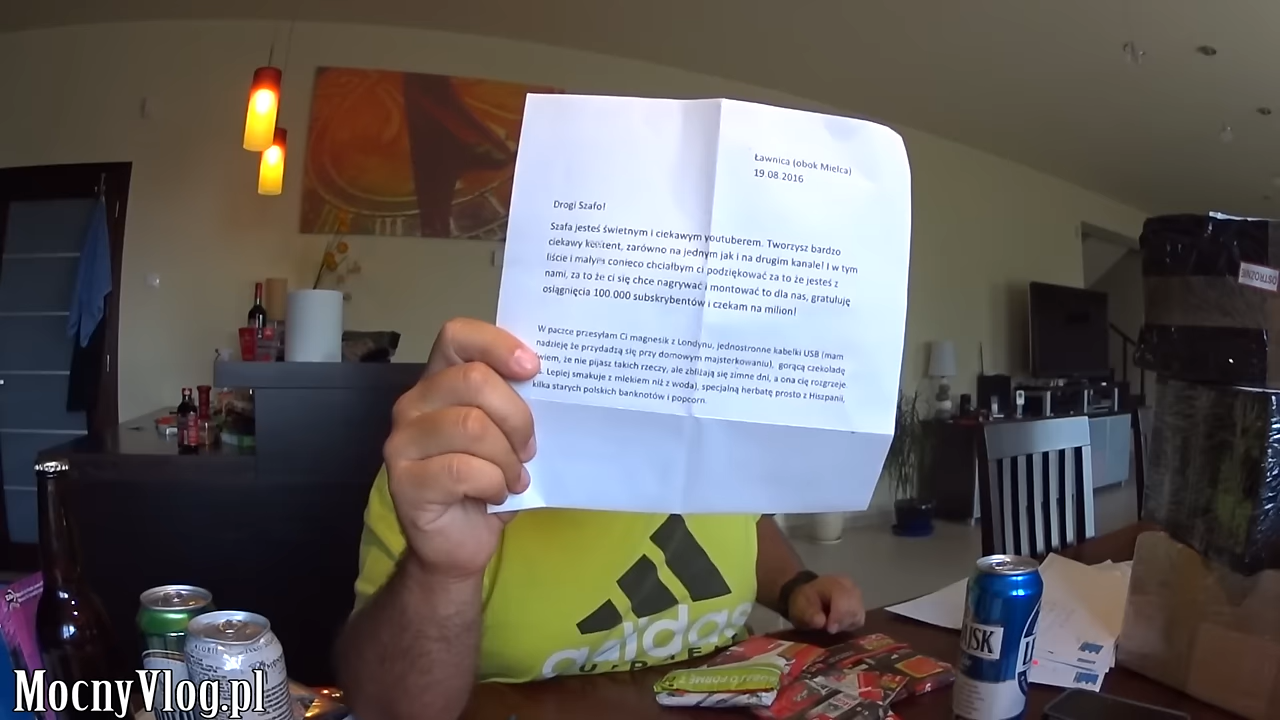 Ławnica (obok Mielca)
19.08.2016
Drogi Szafo!
Szafa jesteś świetnym i ciekawym youtuberem. Tworzysz bardzo
ciekawy kontent, zarówno na jednym jak i na drugim kanale! I w tym
liście i małym conieco chciałbym ci podziękować za to że jesteś z
nami, za to że ci się chce nagrywać i montować to dla nas, gratuluję
osiągnięcia 100.000 subskrybentów i czekam na milion!
W paczce przesyłam Ci magnesik z Londynu, jednostronne kabelki USB (mam
nadzieję że przydadzą się przy domowym majsterkowaniu), gorącą czekoladę
wiem, że nie pijasz takich rzeczy, ale zbliżają się zimne dni, a ona cię rozgrzeje.
Lepiej smakuje z mlekiem niż z wodą), specjalną herbatę prosto z Hiszpanii,
kilka starych polskich banknotów i popcorn.
OSTROŻNIE
adidas
MocnyVlog.pl